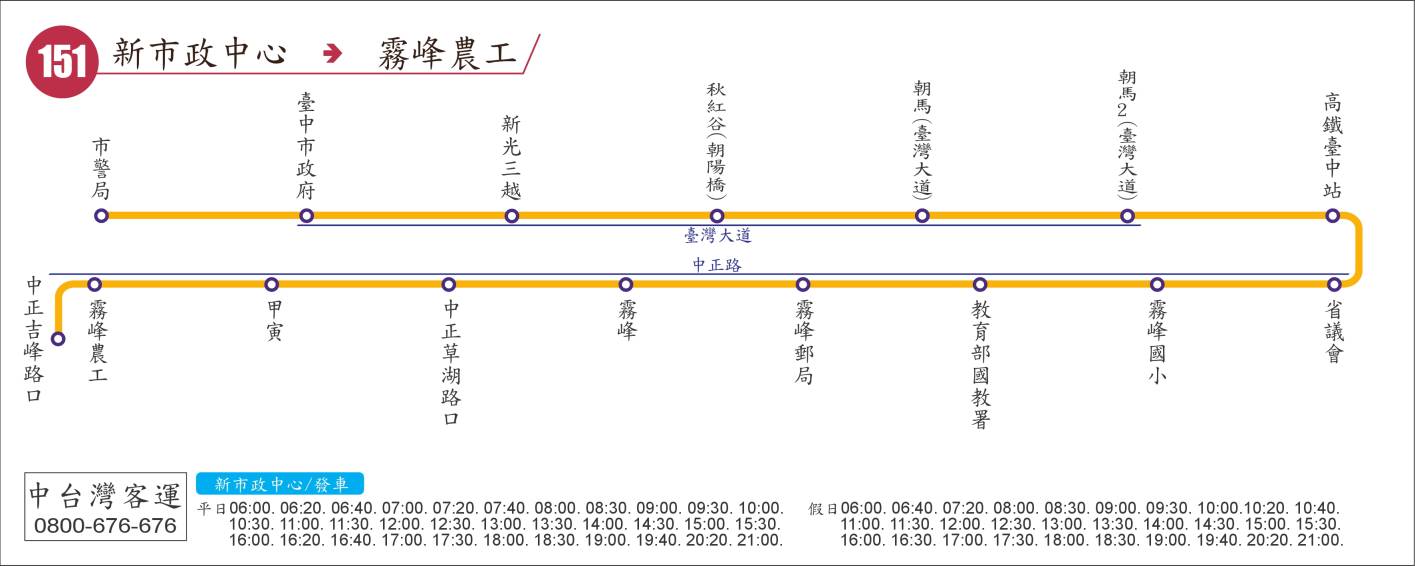 151 新市政中心 → 霧峰農工
市警局
臺中市政府
新光三越
秋紅谷(朝陽橋)
朝馬(臺灣大道)
朝馬2(臺灣大道)
高鐵臺中站
臺灣大道
中正路
中正吉峰路口
霧峰農工
甲寅
中正草湖路口
霧峰
霧峰郵局
教育部國教署
霧峰國小
省議會
中台灣客運
0800-676-676
新市政中心/發車
平日06:00. 06:20. 06:40. 07:00. 07:20. 07:40. 08:00. 08:30. 09:00. 09:30. 10:00.
10:30. 11:00. 11:30. 12:00. 12:30. 13:00. 13:30. 14:00. 14:30. 15:00. 15:30.
16:00. 16:20. 16:40. 17:00. 17:30. 18:00. 18:30. 19:00. 19:40. 20:20. 21:00.
假日06:00. 06:40. 07:20. 08:00. 08:30. 09:00. 09:30. 10:00.10:20. 10:40.
11:00. 11:30. 12:00. 12:30. 13:00. 13:30. 14:00. 14:30. 15:00. 15:30.
16:00. 16:30. 17:00. 17:30. 18:00. 18:30. 19:00. 19:40. 20:20. 21:00.